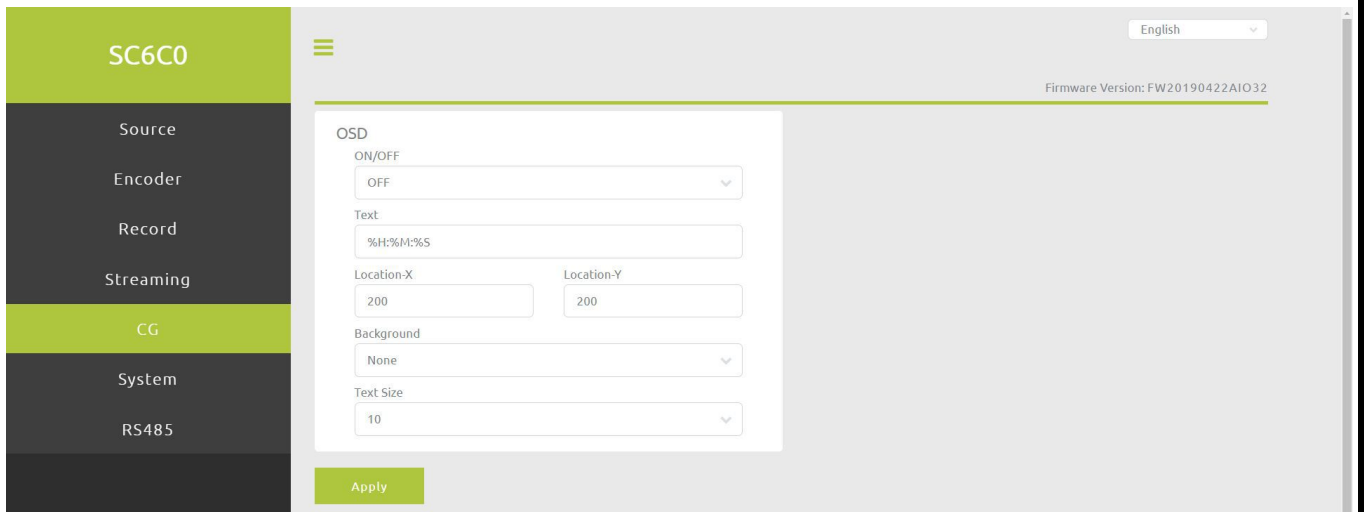 SC6C0
English
Firmware Version: FW20190422AIO32
Source
Encoder
Record
Streaming
CG
System
RS485
OSD
ON/OFF
OFF
Text
%H:%M:%S
Location-X Location-Y
200 200
Background
None
Text Size
10
Apply